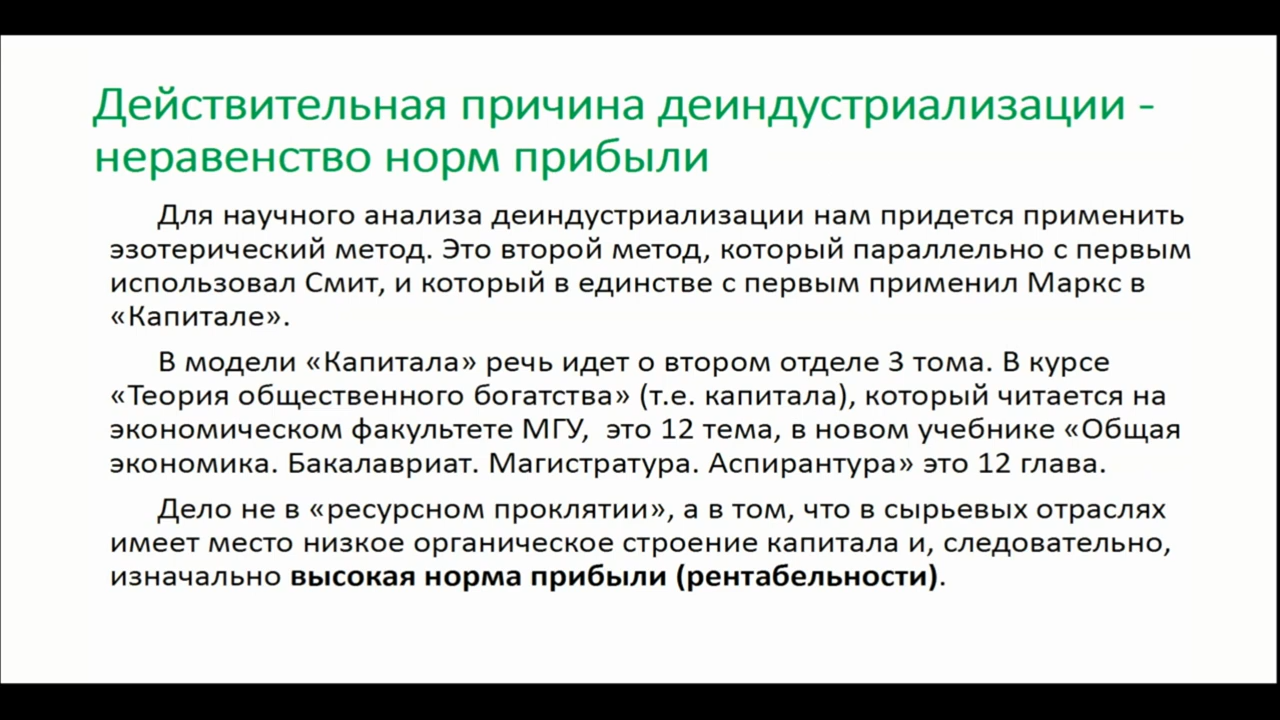 Действительная причина деиндустриализации -
неравенство норм прибыли
Для научного анализа деиндустриализации нам придется применить
эзотерический метод. Это второй метод, который параллельно с первым
использовал Смит, и который в единстве с первым применил Маркс в
«Капитале».
В модели «Капитала» речь идет о втором отделе 3 тома. В курсе
«Теория общественного богатства» (т.е. капитала), который читается на
экономическом факультете МГУ, это 12 тема, в новом учебнике «Общая
экономика. Бакалавриат. Магистратура. Аспирантура» это 12 глава.
Дело не в «ресурсном проклятии», а в том, что в сырьевых отраслях
имеет место низкое органическое строение капитала и, следовательно,
изначально высокая норма прибыли (рентабельности).